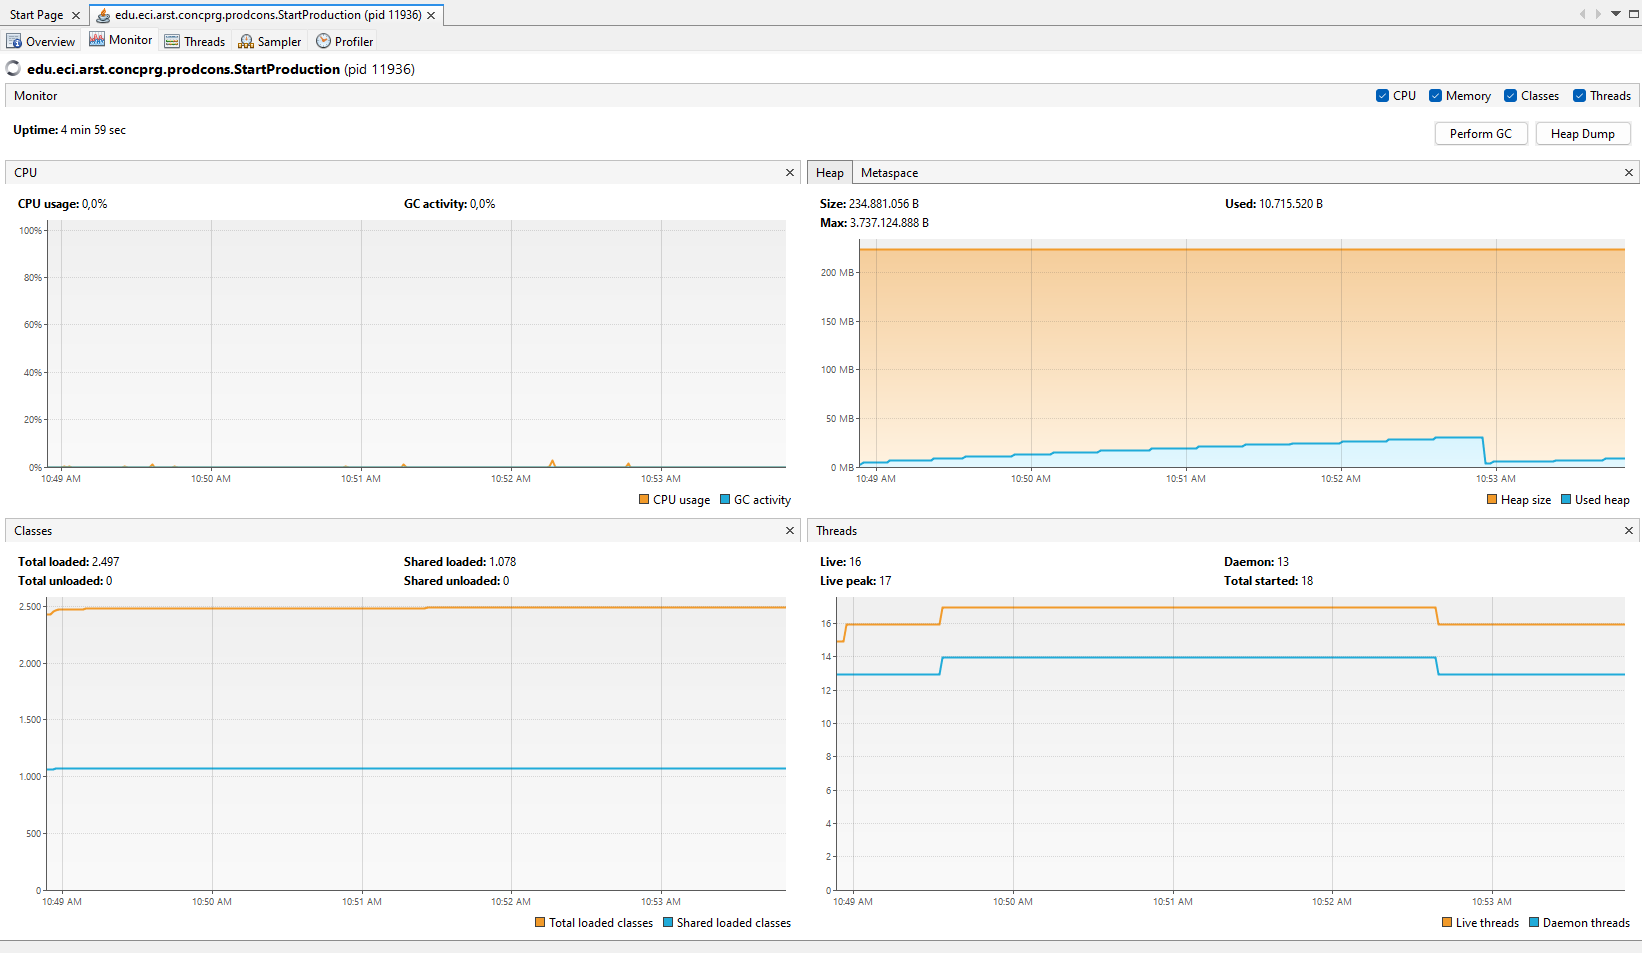 Start Page
edu.eci.arst.concprg.prodcons.StartProduction (pid 11936)
Overview Monitor Threads Sampler Profiler
edu.eci.arst.concprg.prodcons.StartProduction (pid 11936)
Monitor
CPU Memory Classes Threads
Uptime: 4 min 59 sec
Perform GC Heap Dump
CPU
CPU usage: 0,0% GC activity: 0,0%
100%
80%
60%
40%
20%
0%
10:49 AM 10:50 AM 10:51 AM 10:52 AM 10:53 AM
CPU usage GC activity
Heap Metaspace
Size: 234.881.056 B Used: 10.715.520 B
Max: 3.737.124.888 B
200 MB
150 MB
100 MB
50 MB
0 MB
10:49 AM 10:50 AM 10:51 AM 10:52 AM 10:53 AM
Heap size Used heap
Classes
Total loaded: 2.497 Shared loaded: 1.078
Total unloaded: 0 Shared unloaded: 0
2.500
2.000
1.500
1.000
500
0
10:49 AM 10:50 AM 10:51 AM 10:52 AM 10:53 AM
Total loaded classes Shared loaded classes
Threads
Live: 16 Daemon: 13
Live peak: 17 Total started: 18
16
14
12
10
8
6
4
2
0
10:49 AM 10:50 AM 10:51 AM 10:52 AM 10:53 AM
Live threads Daemon threads